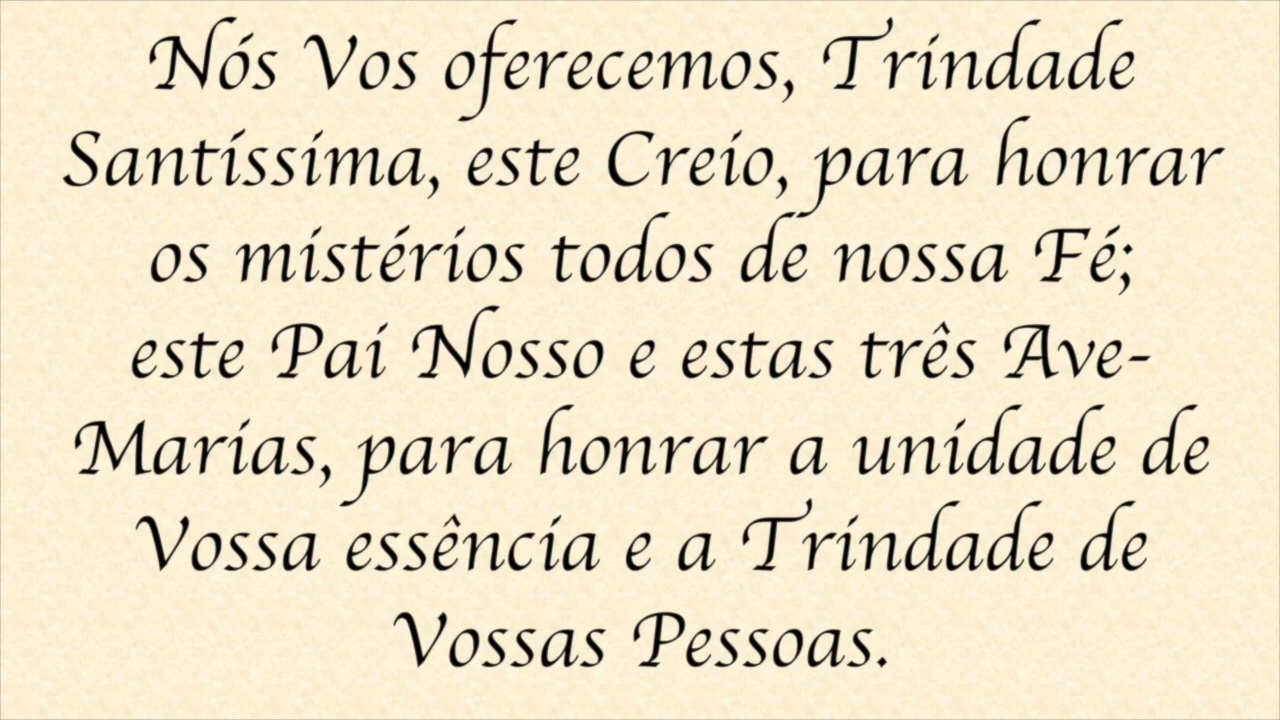 Nós Vos oferecemos, Trindade
Santíssima, este Creio, para honrar
os mistérios todos de nossa Fé;
este Pai Nosso e estas três Ave-
Marias, para honrar a unidade de
Vossa essência e a Trindade de
Vossas Pessoas.